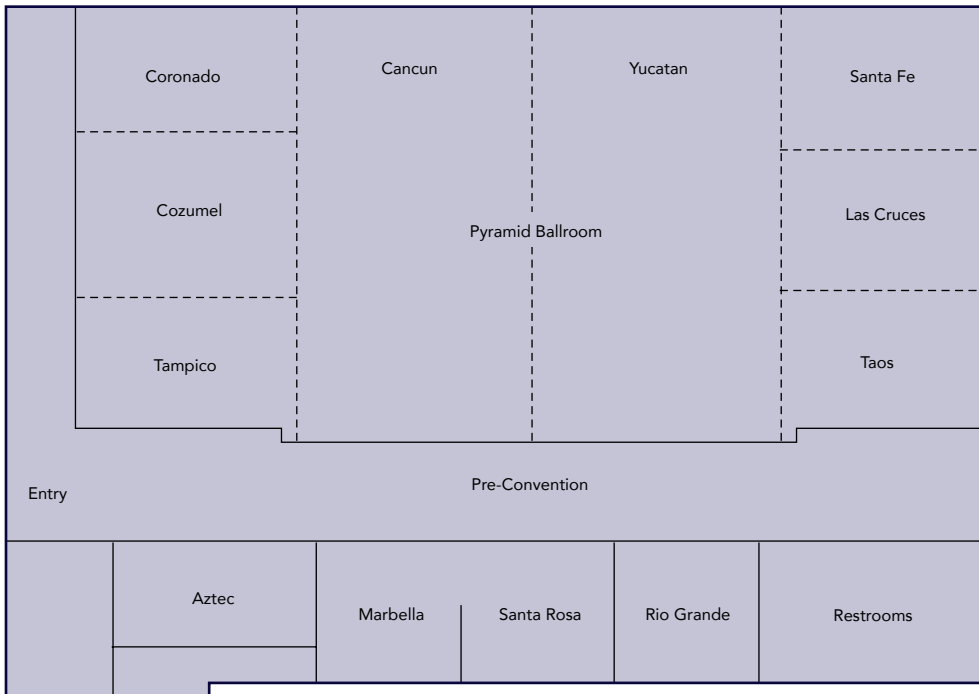 Coronado
Cancun
Yucatan
Santa Fe
Cozumel
Las Cruces
Pyramid Ballroom
Tampico
Taos
Entry
Pre-Convention
Aztec
Marbella
Santa Rosa
Rio Grande
Restrooms